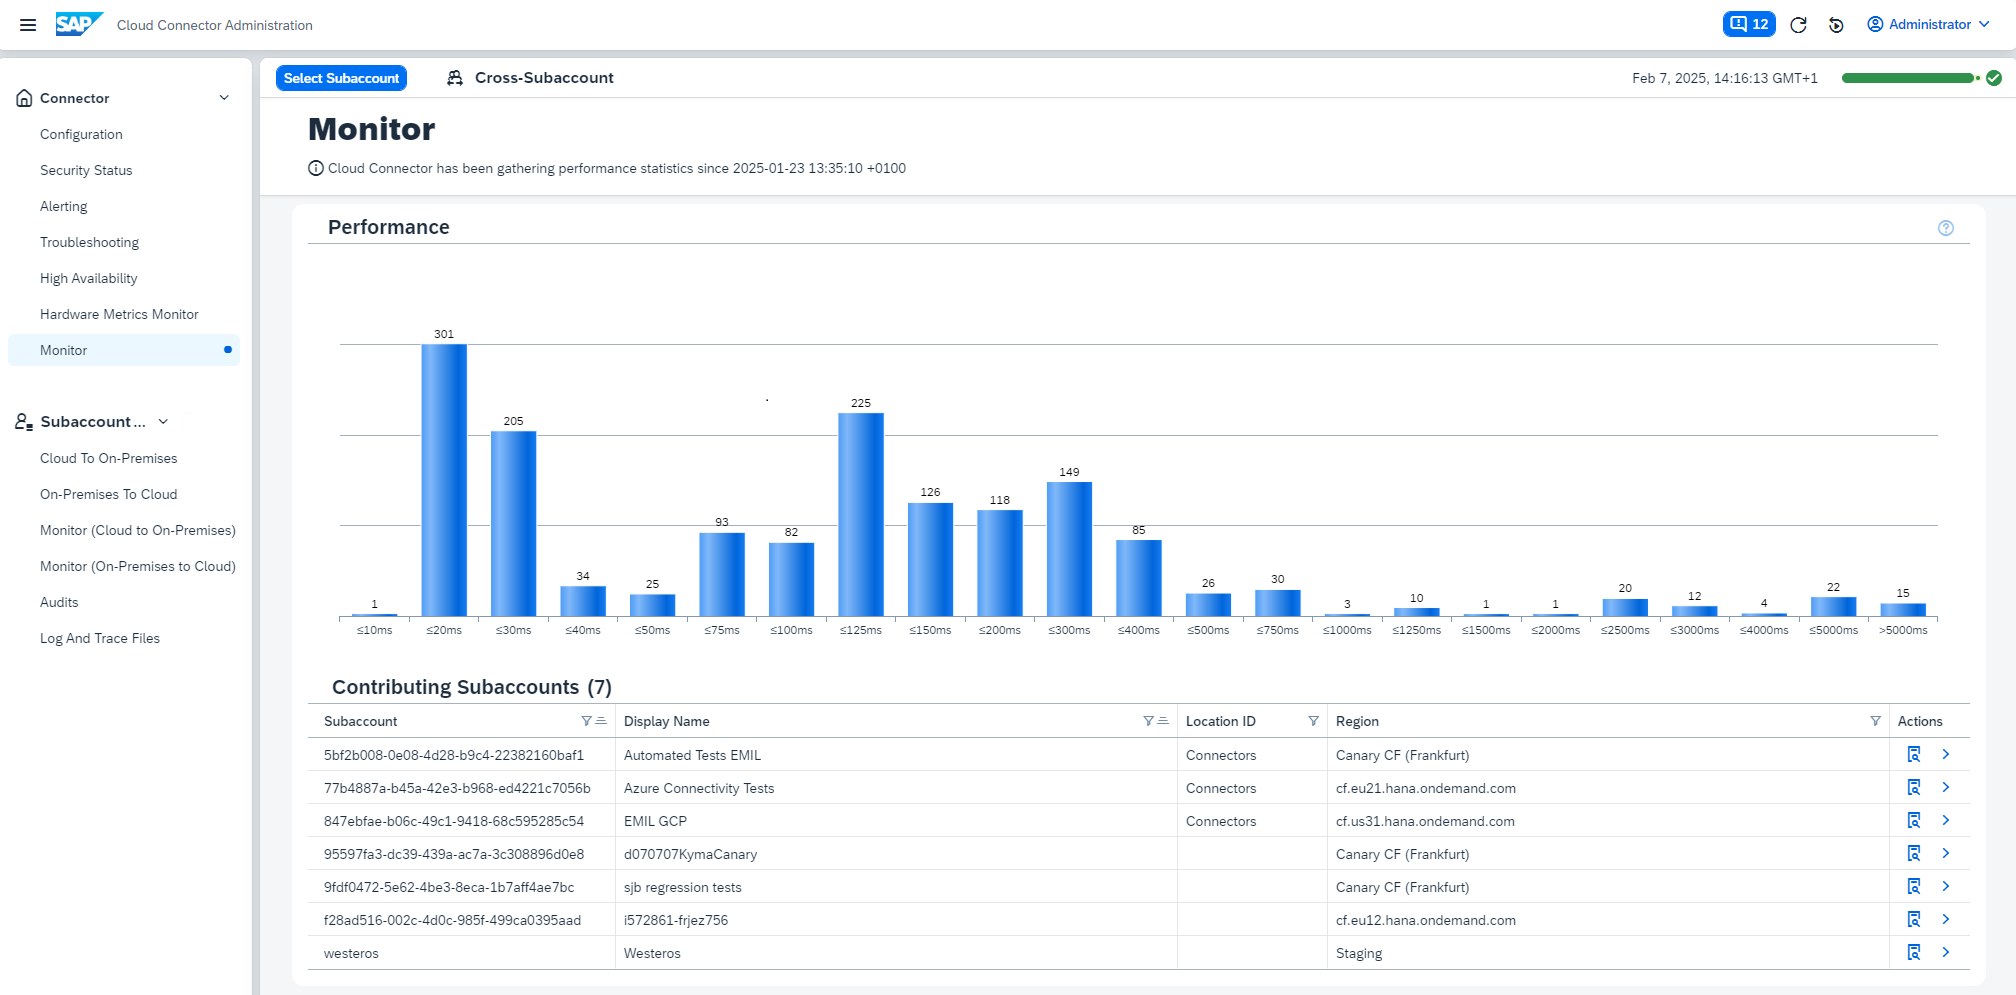 SAP Cloud Connector Administration
12
Administrator
Connector
Configuration
Security Status
Alerting
Troubleshooting
High Availability
Hardware Metrics Monitor
Monitor
Subaccount ...
Cloud To On-Premises
On-Premises To Cloud
Monitor (Cloud to On-Premises)
Monitor (On-Premises to Cloud)
Audits
Log And Trace Files
Select Subaccount Cross-Subaccount Feb 7, 2025, 14:16:13 GMT+1
Monitor
Cloud Connector has been gathering performance statistics since 2025-01-23 13:35:10 +0100
Performance
1 301 205 34 25 93 82 225 126 118 149 85 26 30 3 10 1 1 20 12 4 22 15
≤10ms ≤20ms ≤30ms ≤40ms ≤50ms ≤75ms ≤100ms ≤125ms ≤150ms ≤200ms ≤300ms ≤400ms ≤500ms ≤750ms ≤1000ms ≤1250ms ≤1500ms ≤2000ms ≤2500ms ≤3000ms ≤4000ms ≤5000ms >5000ms
Contributing Subaccounts (7)
Subaccount Display Name Location ID Region Actions
5bf2b008-0e08-4d28-b9c4-22382160baf1 Automated Tests EMIL Connectors Canary CF (Frankfurt)
77b4887a-b45a-42e3-b968-ed4221c7056b Azure Connectivity Tests Connectors cf.eu21.hana.ondemand.com
847ebfae-b06c-49c1-9418-68c595285c54 EMIL GCP Connectors cf.us31.hana.ondemand.com
95597fa3-dc39-439a-ac7a-3c308896d0e8 d070707KymaCanary Canary CF (Frankfurt)
9fdf0472-5e62-4be3-8eca-1b7aff4ae7bc sjb regression tests Canary CF (Frankfurt)
f28ad516-002c-4d0c-985f-499ca0395aad i572861-frjez756 cf.eu12.hana.ondemand.com
westeros Westeros Staging